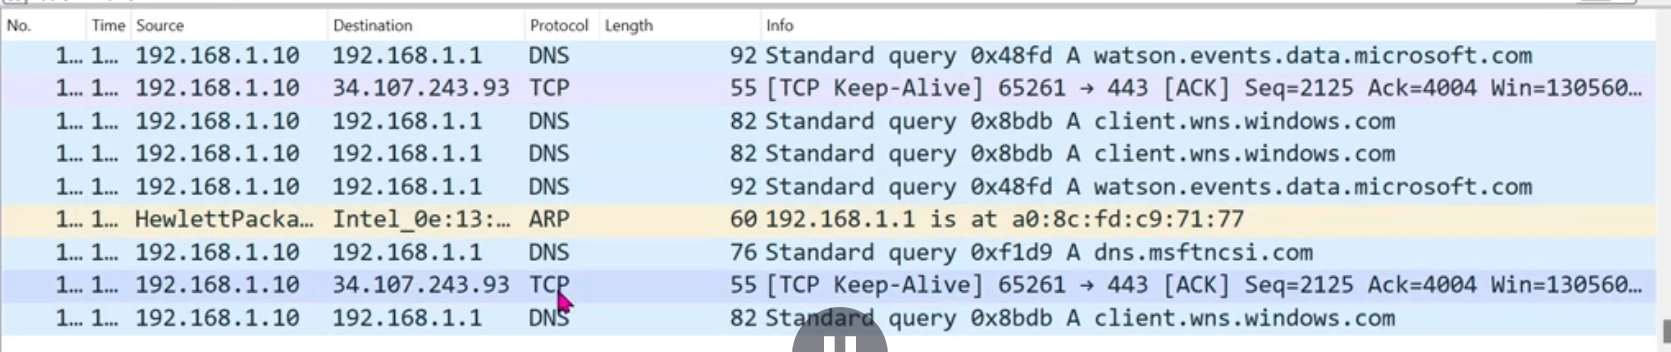 No. Time Source Destination Protocol Length Info
1… 1… 192.168.1.10 192.168.1.1 DNS 92 Standard query 0x48fd A watson.events.data.microsoft.com
1… 1… 192.168.1.10 34.107.243.93 TCP 55 [TCP Keep-Alive] 65261 → 443 [ACK] Seq=2125 Ack=4004 Win=130560…
1… 1… 192.168.1.10 192.168.1.1 DNS 82 Standard query 0x8bdb A client.wns.windows.com
1… 1… 192.168.1.10 192.168.1.1 DNS 82 Standard query 0x8bdb A client.wns.windows.com
1… 1… 192.168.1.10 192.168.1.1 DNS 92 Standard query 0x48fd A watson.events.data.microsoft.com
1… 1… HewlettPacka… Intel_0e:13:… ARP 60 192.168.1.1 is at a0:8c:fd:c9:71:77
1… 1… 192.168.1.10 192.168.1.1 DNS 76 Standard query 0xf1d9 A dns.msftncsi.com
1… 1… 192.168.1.10 34.107.243.93 TCP 55 [TCP Keep-Alive] 65261 → 443 [ACK] Seq=2125 Ack=4004 Win=130560…
1… 1… 192.168.1.10 192.168.1.1 DNS 82 Standard query 0x8bdb A client.wns.windows.com